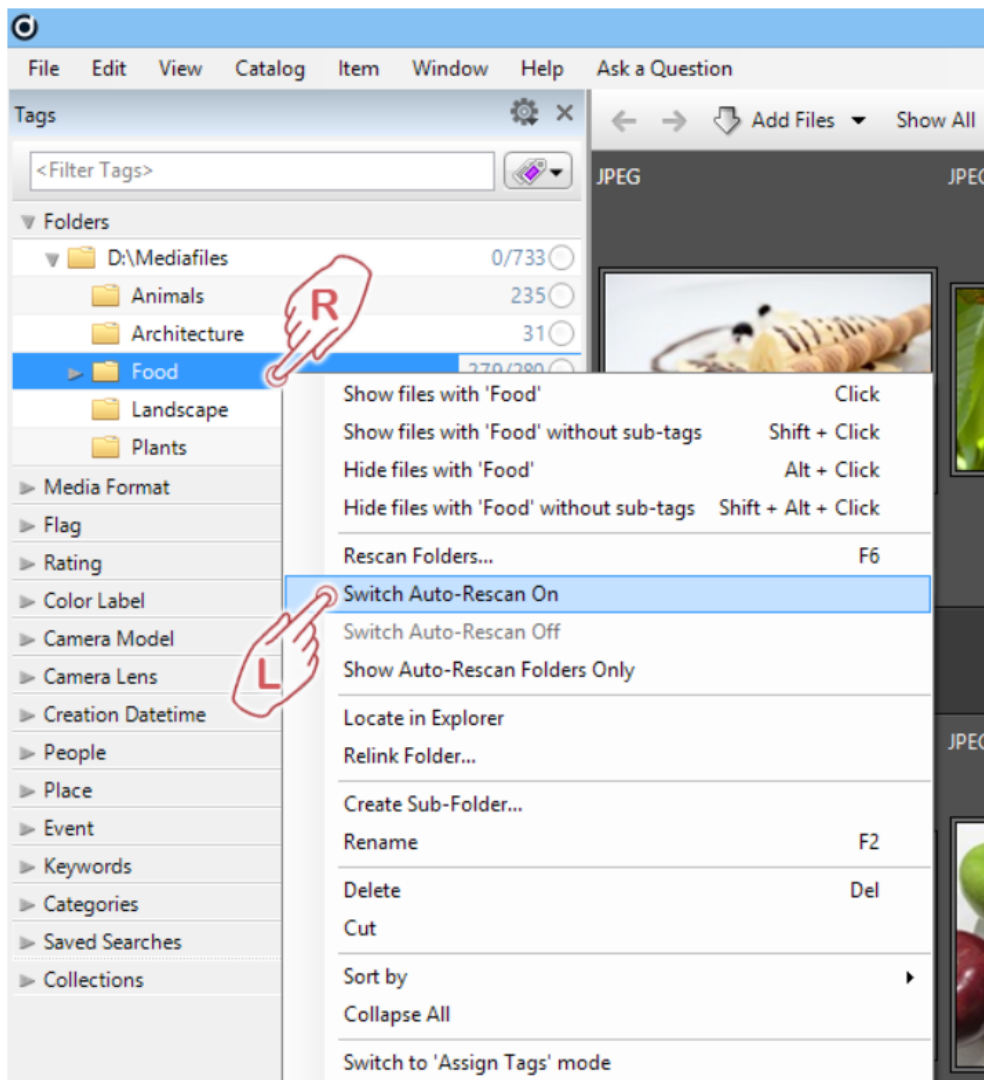 File Edit View Catalog Item Window Help Ask a Question
Tags
Add Files Show All
<Filter Tags>
JPEG
Folders
D:\Mediafiles 0/733
Animals 235
R
Architecture 31
Food 279/280
Landscape
Plants
Media Format
Flag
Rating
Color Label
Camera Model
Camera Lens
Creation Datetime
People
Place
Event
Keywords
Categories
Saved Searches
Collections
Show files with 'Food' Click
Show files with 'Food' without sub-tags Shift + Click
Hide files with 'Food' Alt + Click
Hide files with 'Food' without sub-tags Shift + Alt + Click
Rescan Folders... F6
Switch Auto-Rescan On
Switch Auto-Rescan Off
L
Show Auto-Rescan Folders Only
Locate in Explorer
Relink Folder...
Create Sub-Folder...
Rename F2
Delete Del
Cut
Sort by
Collapse All
Switch to 'Assign Tags' mode